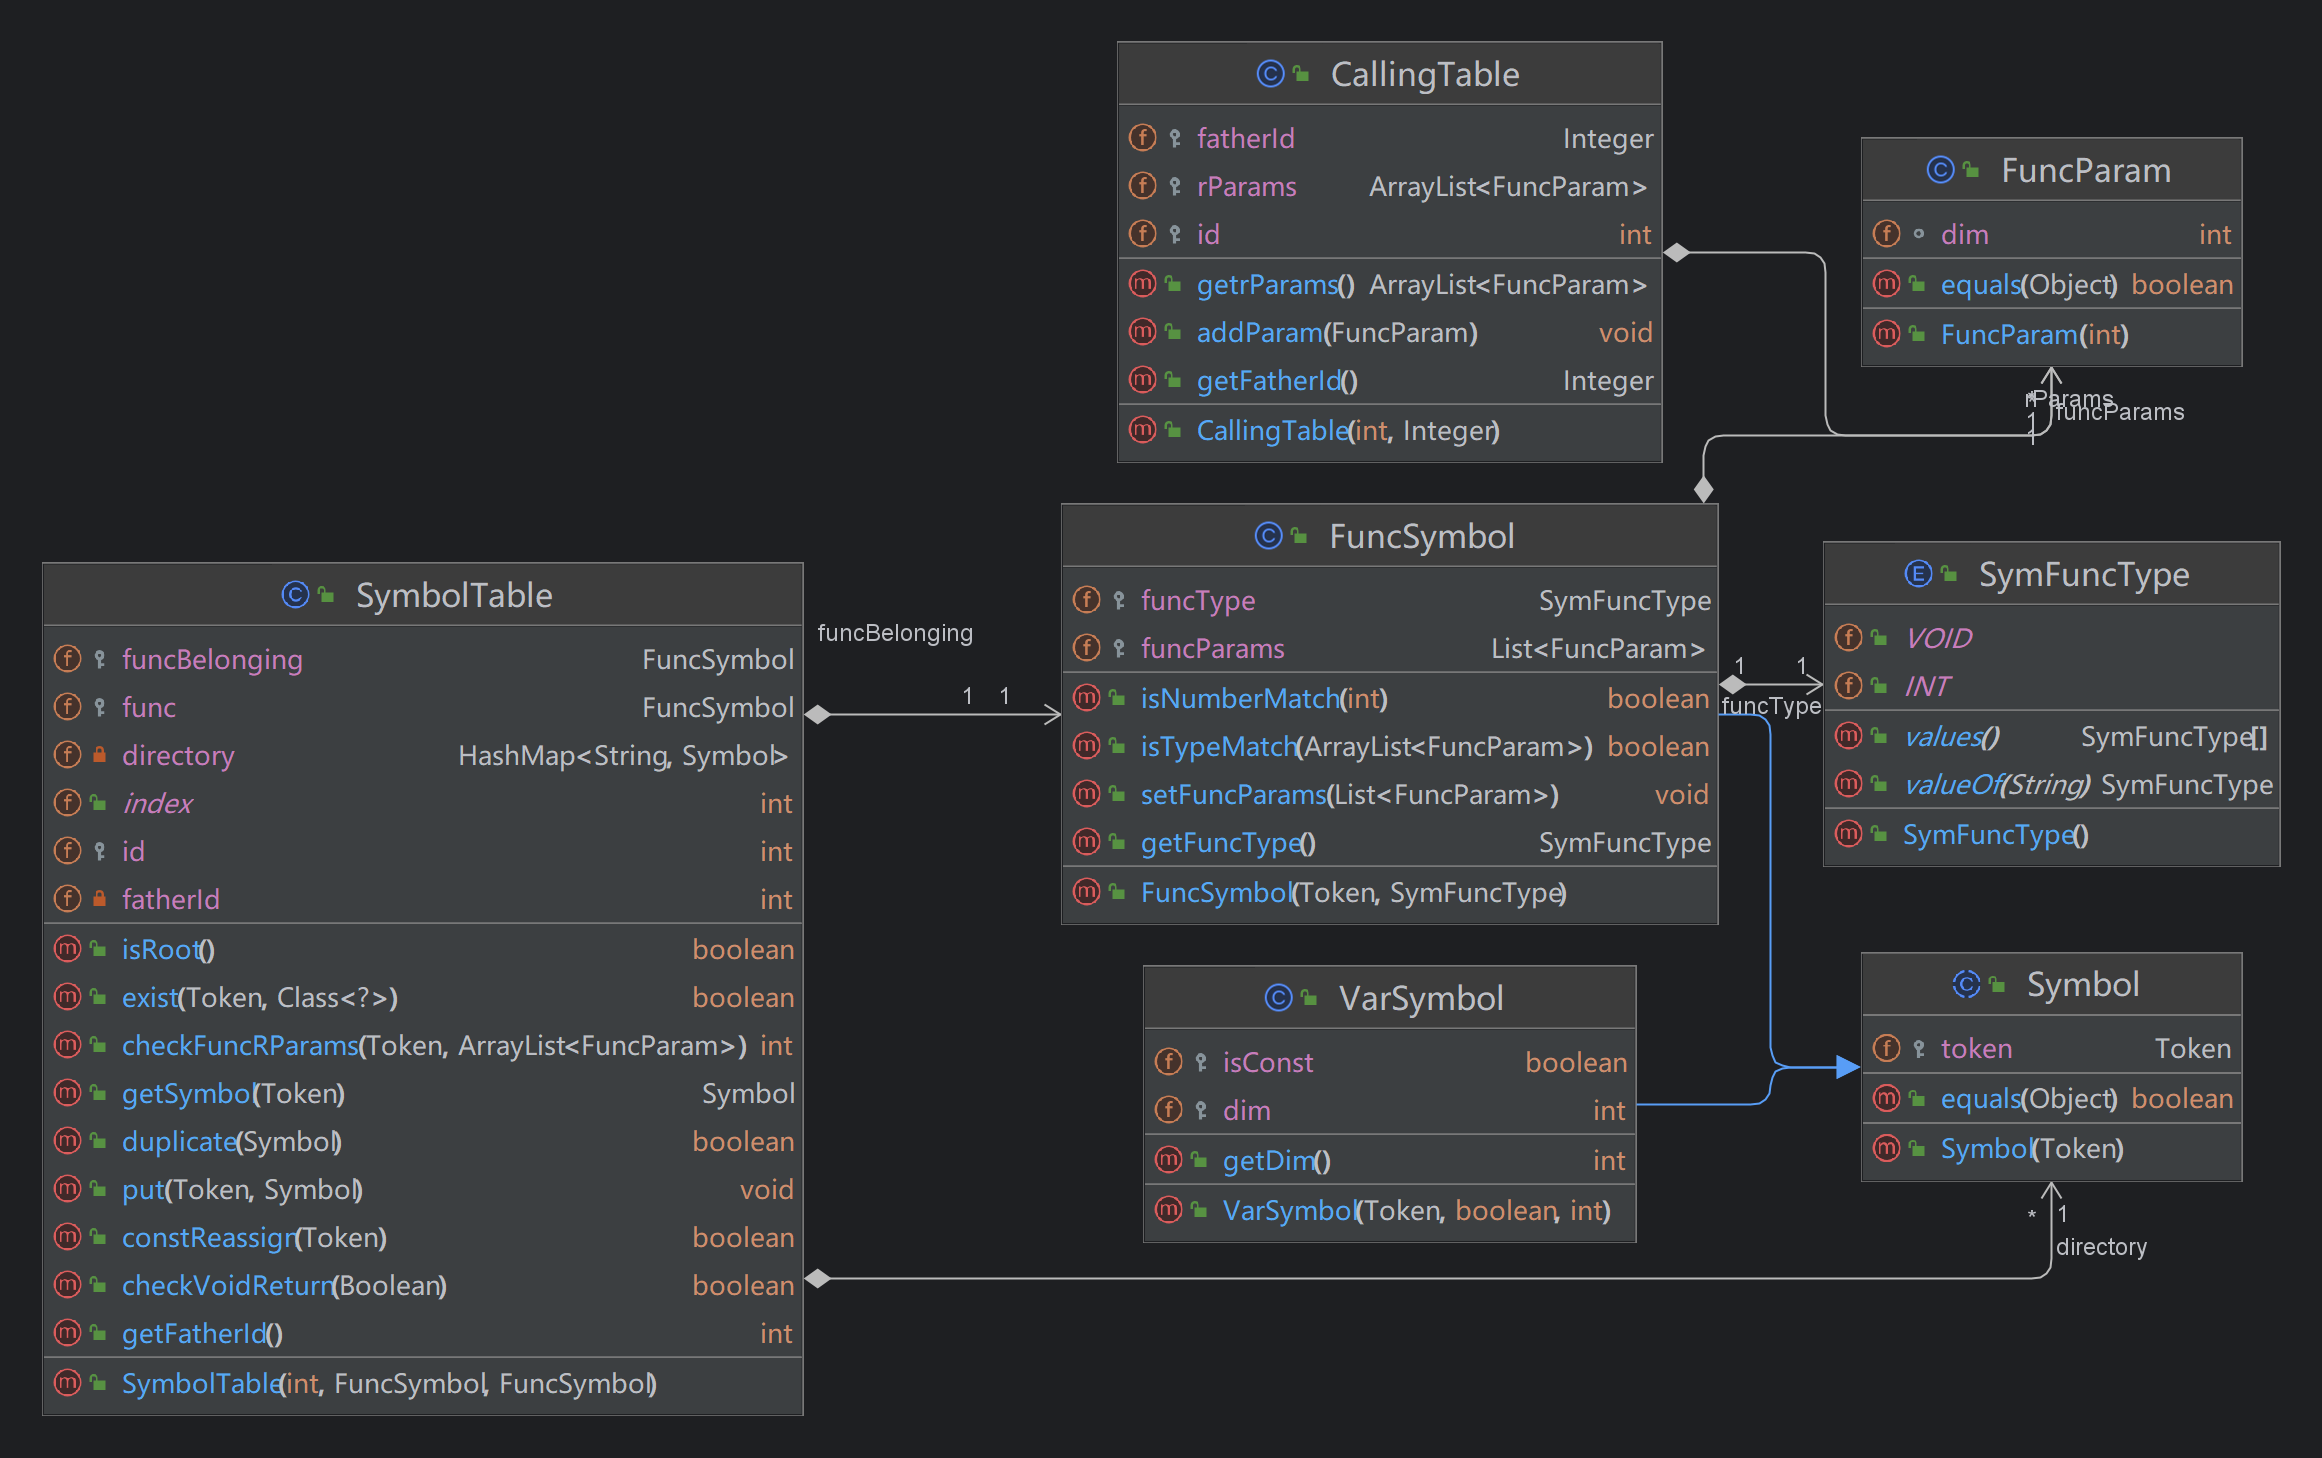 CallingTable
fatherId Integer
rParams ArrayList<FuncParam>
id int
getrParams() ArrayList<FuncParam>
addParam(FuncParam) void
getFatherId() Integer
CallingTable(int, Integer)
FuncParam
dim int
equals(Object) boolean
FuncParam(int)
rParams
* funcParams
1
FuncSymbol
funcType SymFuncType
funcParams List<FuncParam>
isNumberMatch(int) boolean
isTypeMatch(ArrayList<FuncParam>) boolean
setFuncParams(List<FuncParam>) void
getFuncType() SymFuncType
FuncSymbol(Token, SymFuncType)
1 1
funcType
SymFuncType
VOID
INT
values() SymFuncType[]
valueOf(String) SymFuncType
SymFuncType()
SymbolTable
funcBelonging FuncSymbol
func FuncSymbol
directory HashMap<String, Symbol>
index int
id int
fatherId int
isRoot() boolean
exist(Token, Class<?>) boolean
checkFuncRParams(Token, ArrayList<FuncParam>) int
getSymbol(Token) Symbol
duplicate(Symbol) boolean
put(Token, Symbol) void
constReassign(Token) boolean
checkVoidReturn(Boolean) boolean
getFatherId() int
SymbolTable(int, FuncSymbol, FuncSymbol)
funcBelonging
1 1
VarSymbol
isConst boolean
dim int
getDim() int
VarSymbol(Token, boolean, int)
Symbol
token Token
equals(Object) boolean
Symbol(Token)
* 1
directory